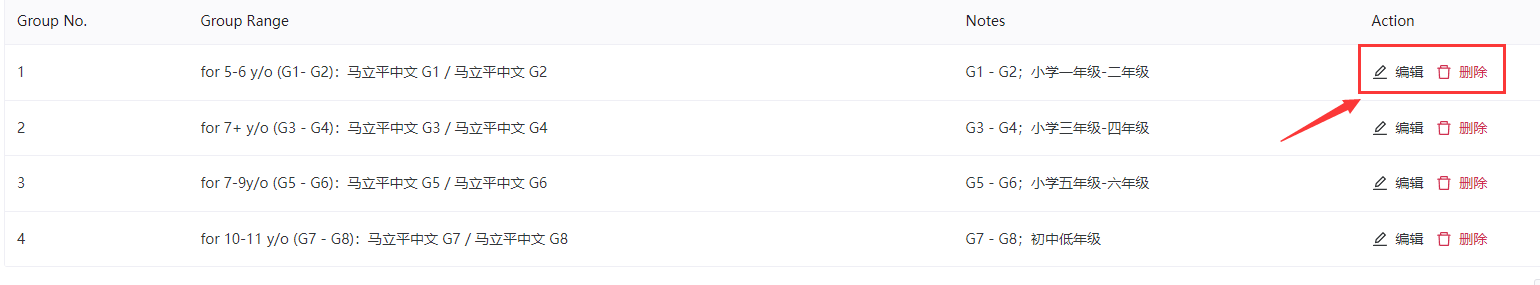 Group No. Group Range Notes Action
1 for 5-6 y/o (G1- G2)：马立平中文 G1 / 马立平中文 G2 G1 - G2；小学一年级-二年级 编辑 删除
2 for 7+ y/o (G3 - G4)：马立平中文 G3 / 马立平中文 G4 G3 - G4；小学三年级-四年级 编辑 删除
3 for 7-9y/o (G5 - G6)：马立平中文 G5 / 马立平中文 G6 G5 - G6；小学五年级-六年级 编辑 删除
4 for 10-11 y/o (G7 - G8)：马立平中文 G7 / 马立平中文 G8 G7 - G8；初中低年级 编辑 删除